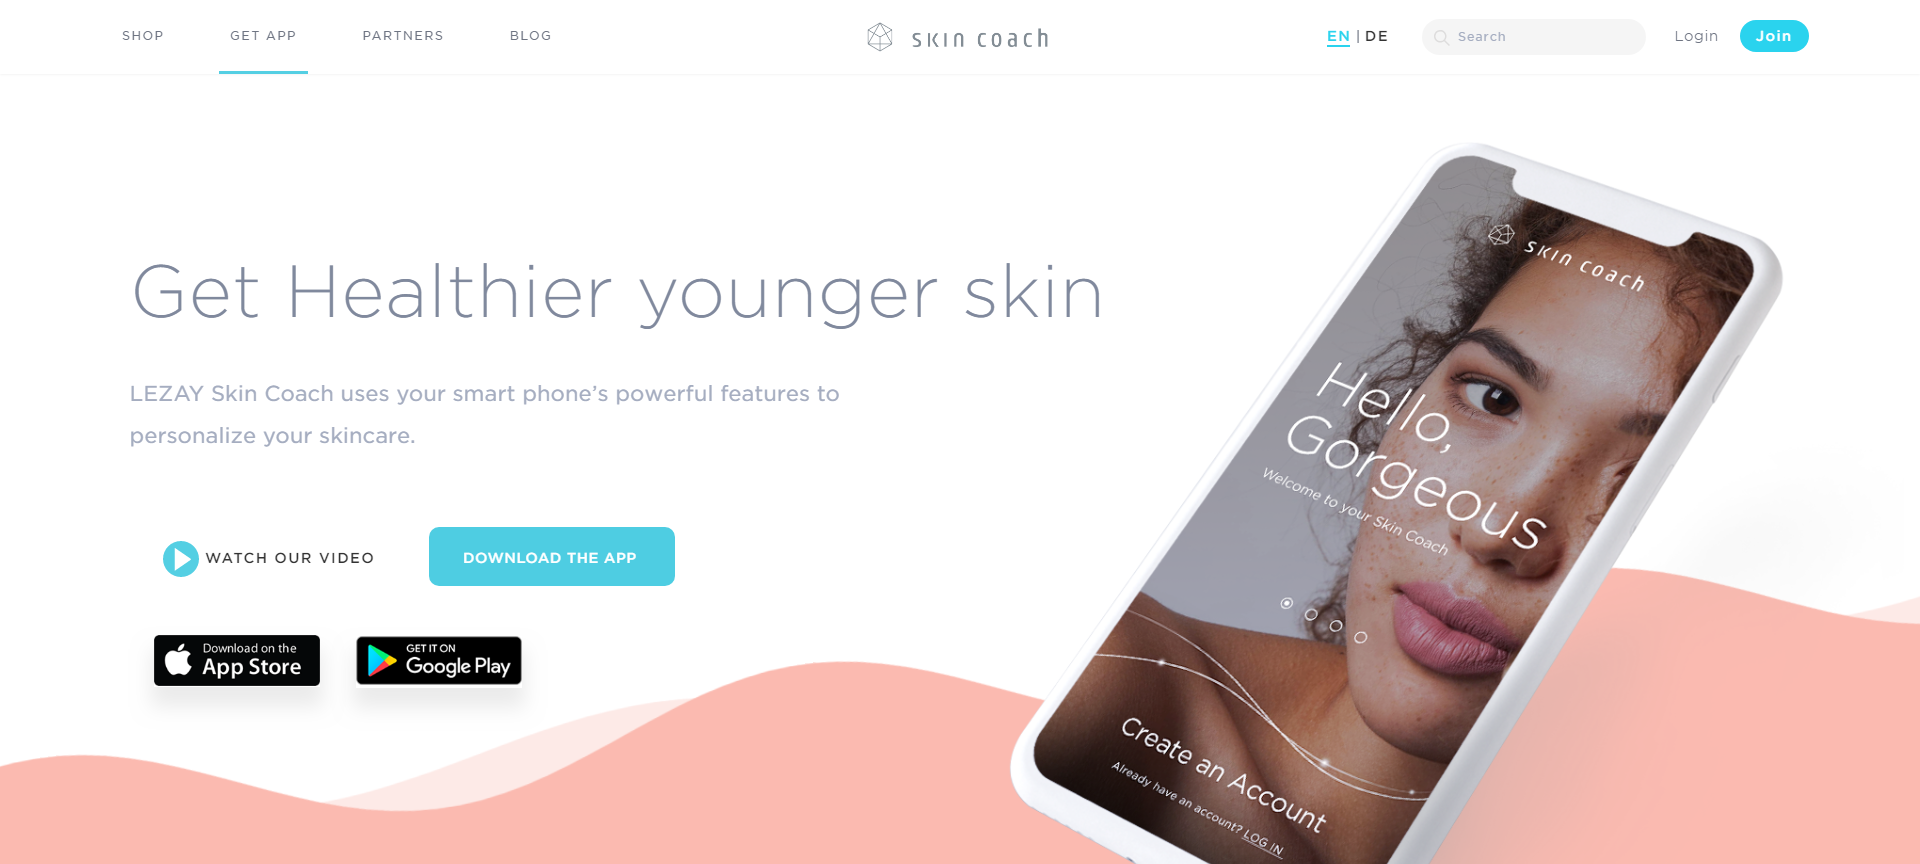 SHOP GET APP PARTNERS BLOG skin coach EN | DE Search Login Join
Get Healthier younger skin
LEZAY Skin Coach uses your smart phone’s powerful features to
personalize your skincare.
WATCH OUR VIDEO
DOWNLOAD THE APP
Download on the
App Store
GET IT ON
Google Play
skin coach
Hello,
Gorgeous
Welcome to your Skin Coach
Create an Account
Already have an account? LOG IN